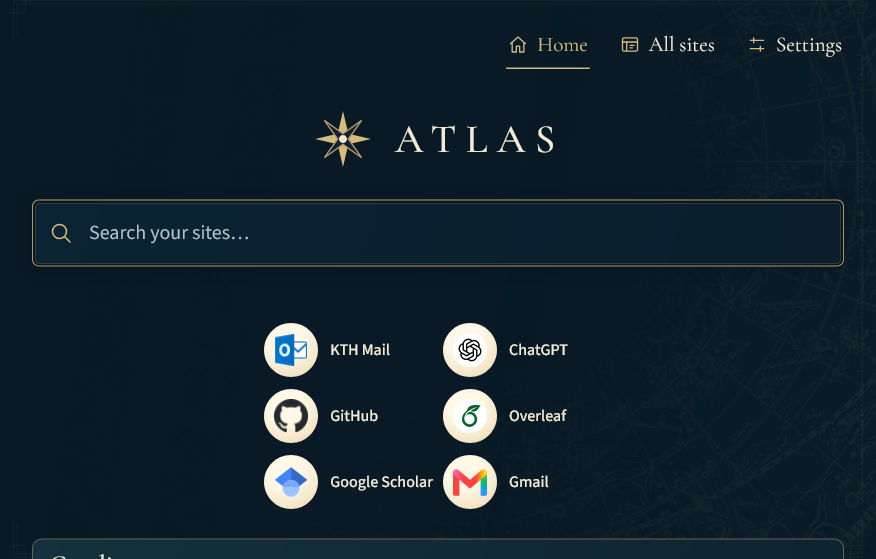 Home
All sites
Settings
ATLAS
Search your sites…
KTH Mail
ChatGPT
GitHub
Overleaf
Google Scholar
Gmail